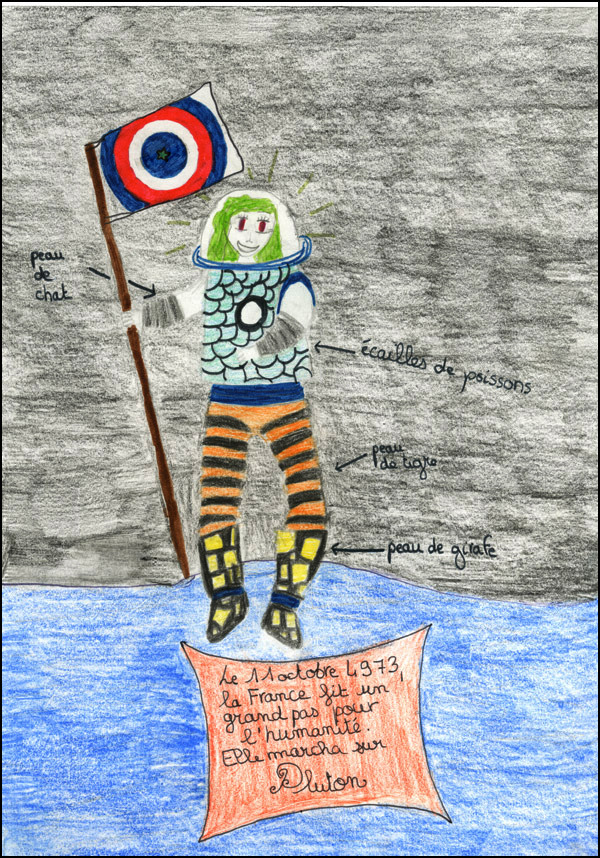 peau
de
chat
écailles de poissons
peau
de tigre
peau de girafe
Le 11 octobre 4973,
la France fit un
grand pas pour
l'humanité.
Elle marcha sur
Pluton